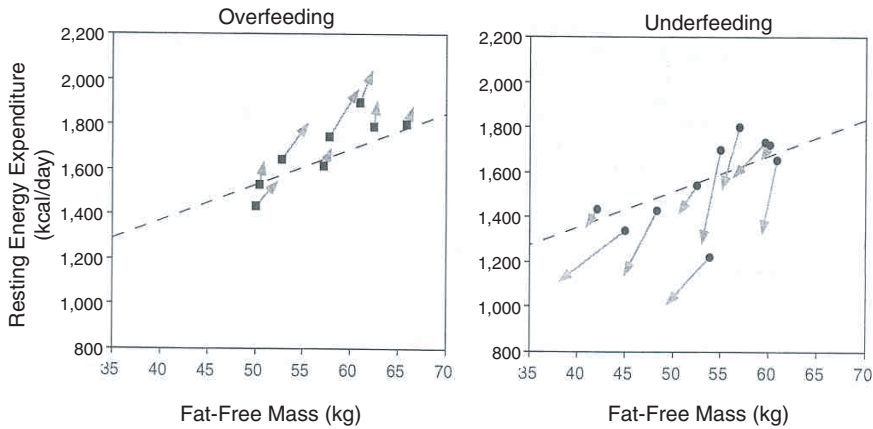 Overfeeding
Underfeeding
Resting Energy Expenditure
(kcal/day)
2,200
2,000
1,800
1,600
1,400
1,200
1,000
800
35 40 45 50 55 60 65 70
Fat-Free Mass (kg)
2,200
2,000
1,800
1,600
1,400
1,200
1,000
800
35 40 45 50 55 60 65 70
Fat-Free Mass (kg)